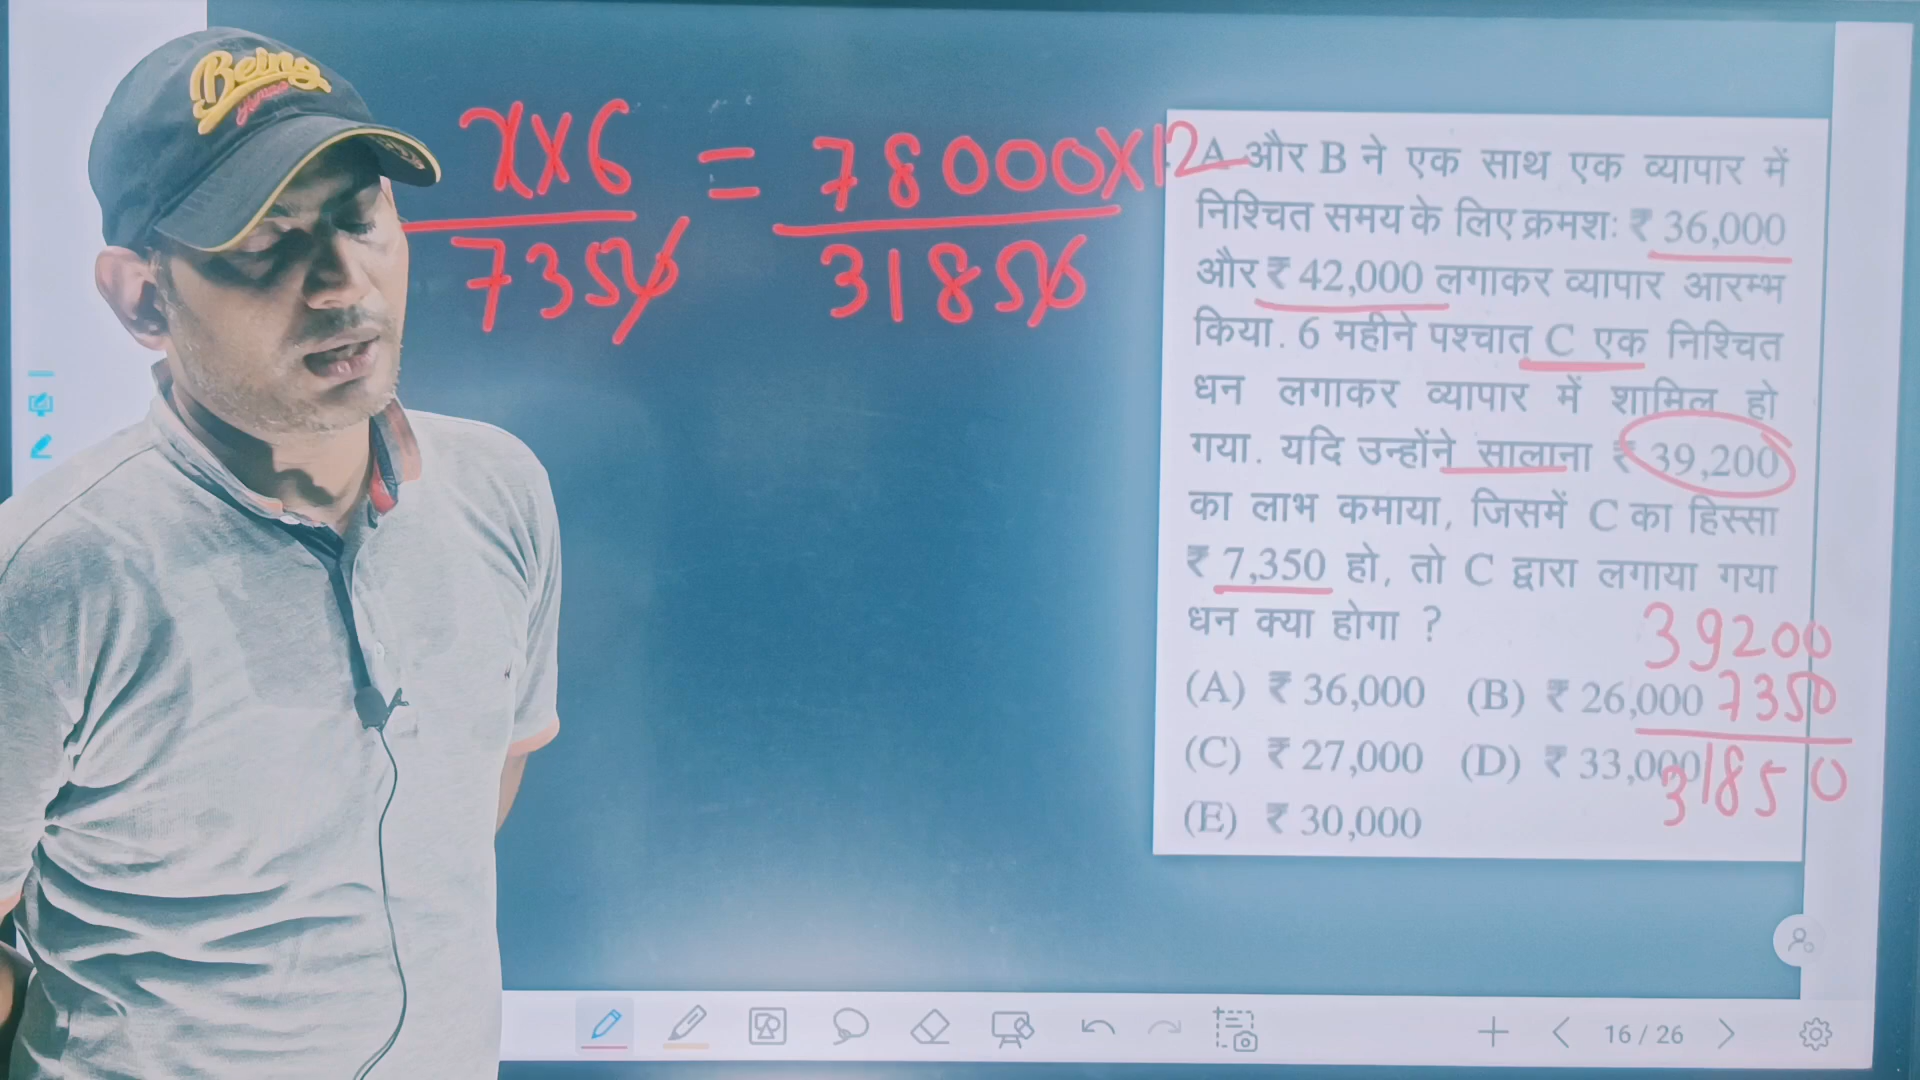 Being
x×6 = 78000×12
7350 31850
A और B ने एक साथ एक व्यापार में
निश्चित समय के लिए क्रमशः ₹ 36,000
और ₹ 42,000 लगाकर व्यापार आरम्भ
किया. 6 महीने पश्चात C एक निश्चित
धन लगाकर व्यापार में शामिल हो
गया. यदि उन्होंने सालाना ₹ 39,200
का लाभ कमाया, जिसमें C का हिस्सा
₹ 7,350 हो, तो C द्वारा लगाया गया
धन क्या होगा ?
(A) ₹ 36,000 (B) ₹ 26,000
(C) ₹ 27,000 (D) ₹ 33,000
(E) ₹ 30,000
39200
7350
31850
16 / 26